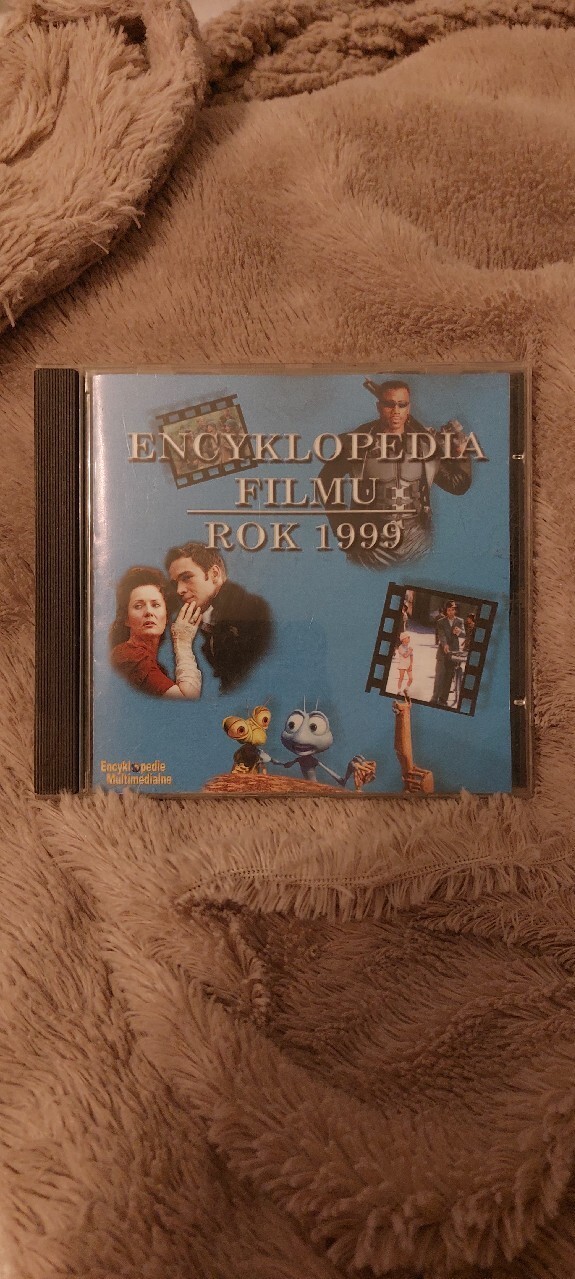 ENCYKLOPEDIA
FILMU
ROK 1999
Encyklopedie
Multimedialne